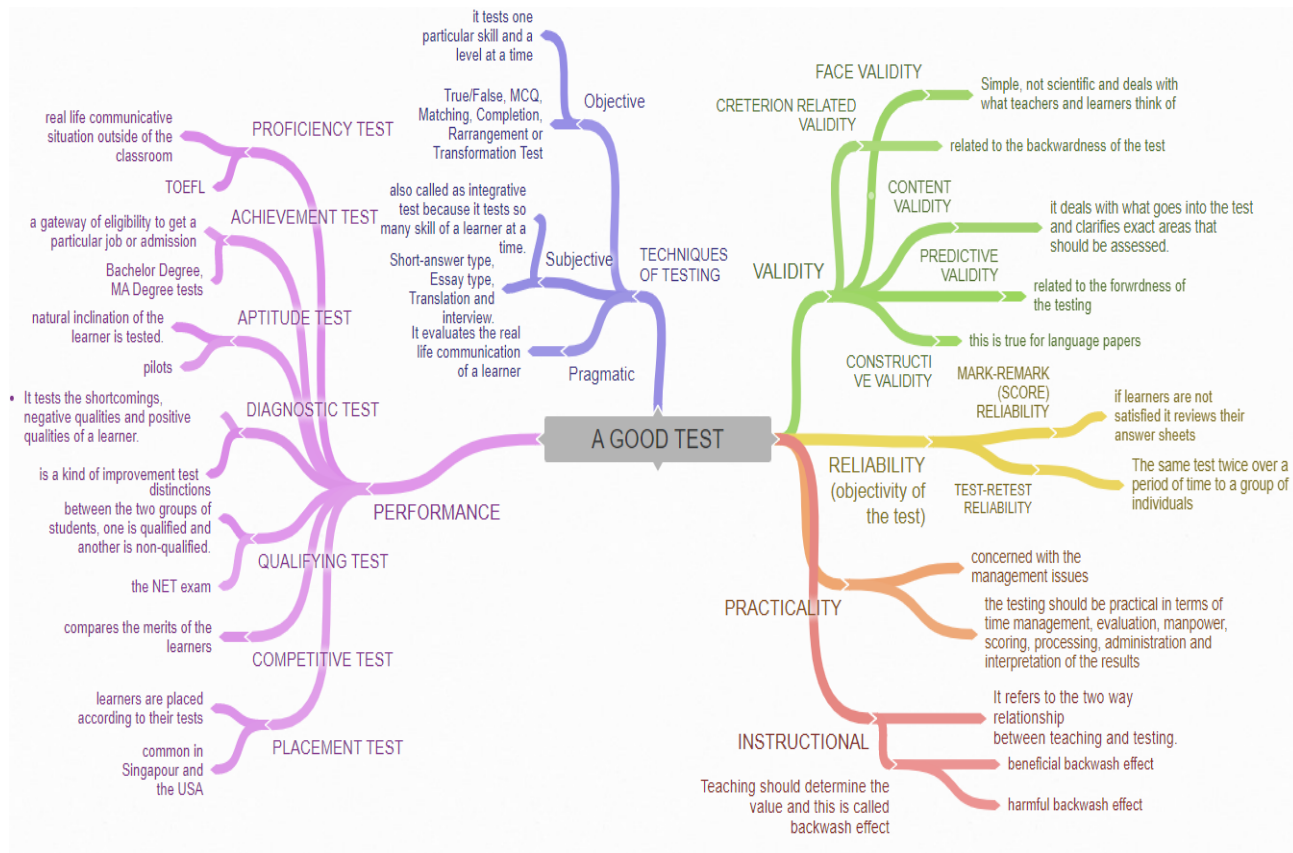 A GOOD TEST
TECHNIQUES
OF TESTING
Objective
it tests one
particular skill and a
level at a time
True/False, MCQ,
Matching, Completion,
Rarrangement or
Transformation Test
Subjective
also called as integrative
test because it tests so
many skill of a learner at a
time.
Short-answer type,
Essay type,
Translation and
interview.
Pragmatic
It evaluates the real
life communication
of a learner
PERFORMANCE
PROFICIENCY TEST
real life communicative
situation outside of the
classroom
TOEFL
ACHIEVEMENT TEST
a gateway of eligibility to get a
particular job or admission
Bachelor Degree,
MA Degree tests
APTITUDE TEST
natural inclination of the
learner is tested.
pilots
DIAGNOSTIC TEST
• It tests the shortcomings,
negative qualities and positive
qualities of a learner.
is a kind of improvement test
QUALIFYING TEST
distinctions
between the two groups of
students, one is qualified and
another is non-qualified.
the NET exam
COMPETITIVE TEST
compares the merits of the
learners
PLACEMENT TEST
learners are placed
according to their tests
common in
Singapour and
the USA
VALIDITY
FACE VALIDITY
Simple, not scientific and deals with
what teachers and learners think of
CRETERION RELATED
VALIDITY
related to the backwardness of the test
CONTENT
VALIDITY
it deals with what goes into the test
and clarifies exact areas that
should be assessed.
PREDICTIVE
VALIDITY
related to the forwrdness of
the testing
CONSTRUCTI
VE VALIDITY
this is true for language papers
RELIABILITY
(objectivity of
the test)
MARK-REMARK
(SCORE)
RELIABILITY
if learners are not
satisfied it reviews their
answer sheets
TEST-RETEST
RELIABILITY
The same test twice over a
period of time to a group of
individuals
PRACTICALITY
concerned with the
management issues
the testing should be practical in terms of
time management, evaluation, manpower,
scoring, processing, administration and
interpretation of the results
INSTRUCTIONAL
It refers to the two way
relationship
between teaching and testing.
Teaching should determine the
value and this is called
backwash effect
beneficial backwash effect
harmful backwash effect